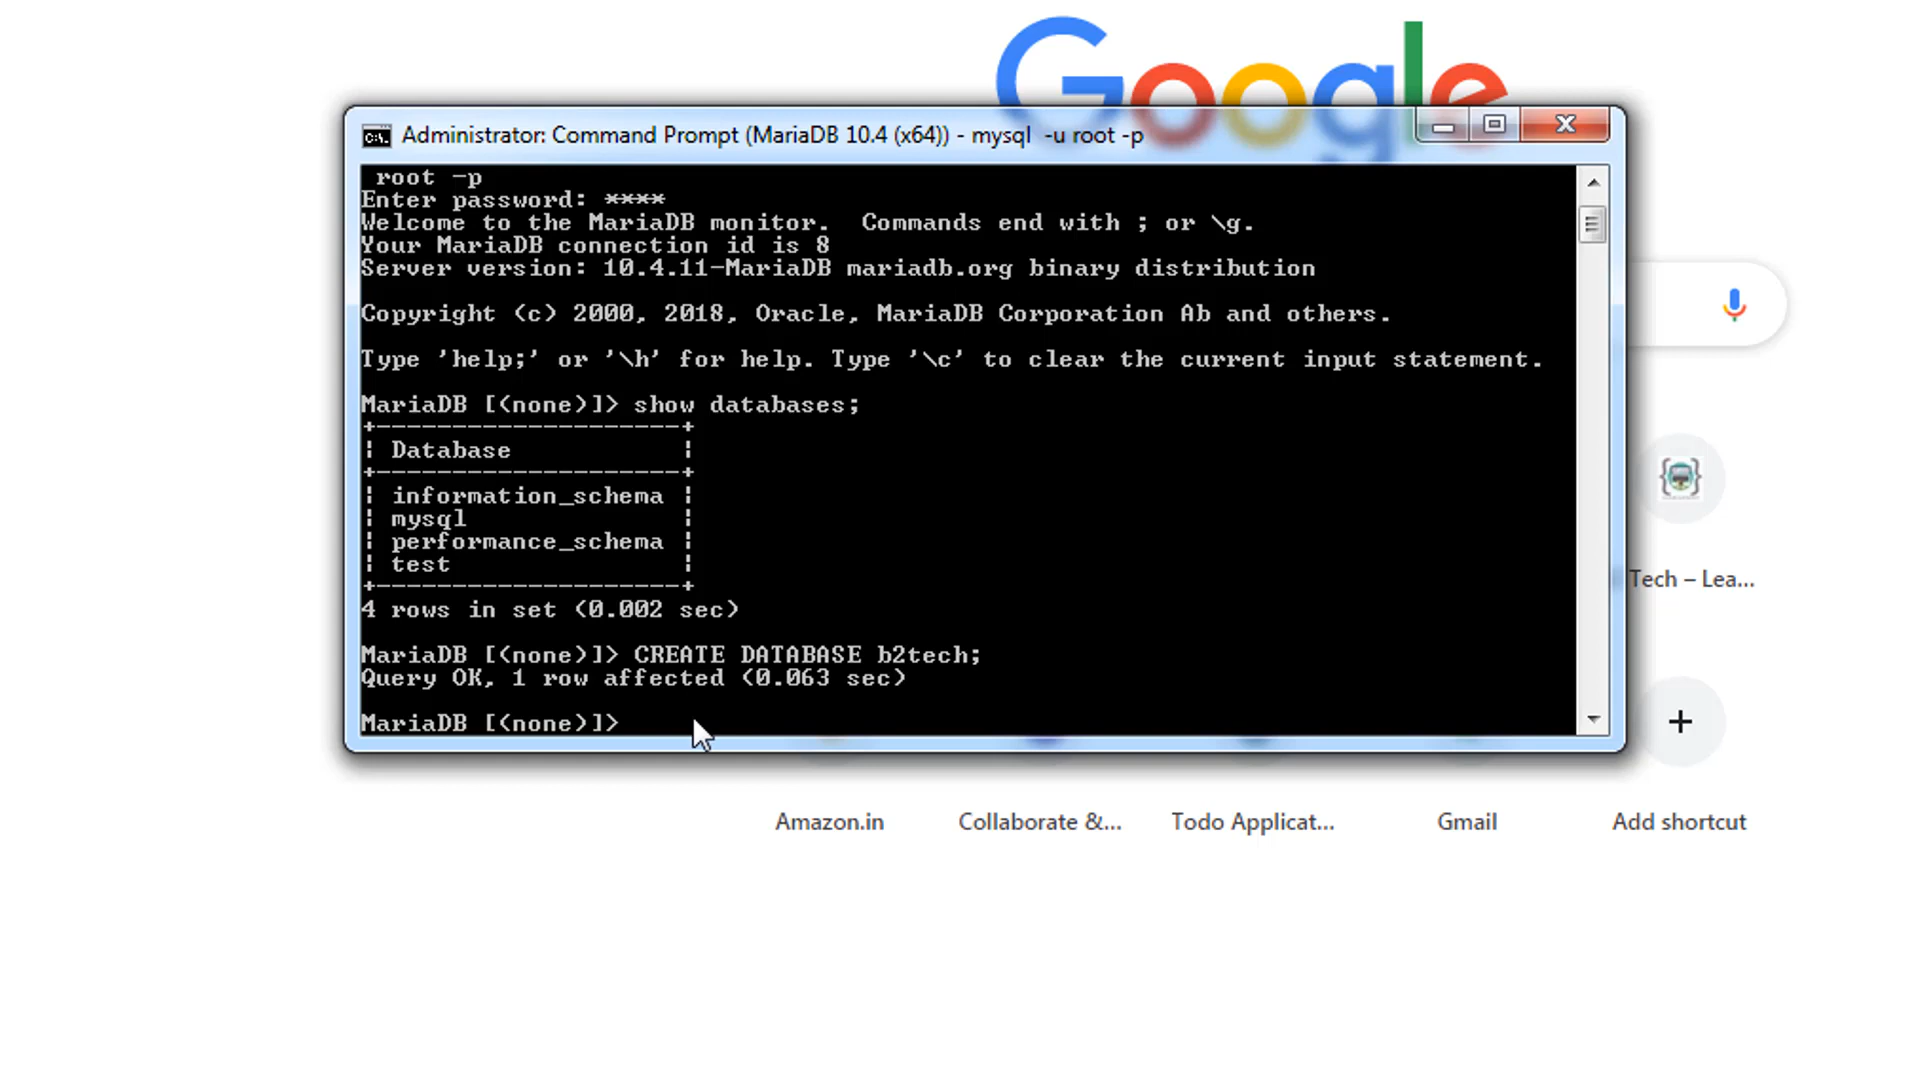 Google
Administrator: Command Prompt (MariaDB 10.4 (x64)) - mysql  -u root -p
root -p
Enter password: ****
Welcome to the MariaDB monitor.  Commands end with ; or \g.
Your MariaDB connection id is 8
Server version: 10.4.11-MariaDB mariadb.org binary distribution
Copyright (c) 2000, 2018, Oracle, MariaDB Corporation Ab and others.
Type 'help;' or '\h' for help. Type '\c' to clear the current input statement.
MariaDB [(none)]> show databases;
+--------------------+
| Database           |
+--------------------+
| information_schema |
| mysql              |
| performance_schema |
| test               |
+--------------------+
4 rows in set (0.002 sec)
MariaDB [(none)]> CREATE DATABASE b2tech;
Query OK, 1 row affected (0.063 sec)
MariaDB [(none)]>
Tech – Lea...
Amazon.in
Collaborate &...
Todo Applicat...
Gmail
Add shortcut